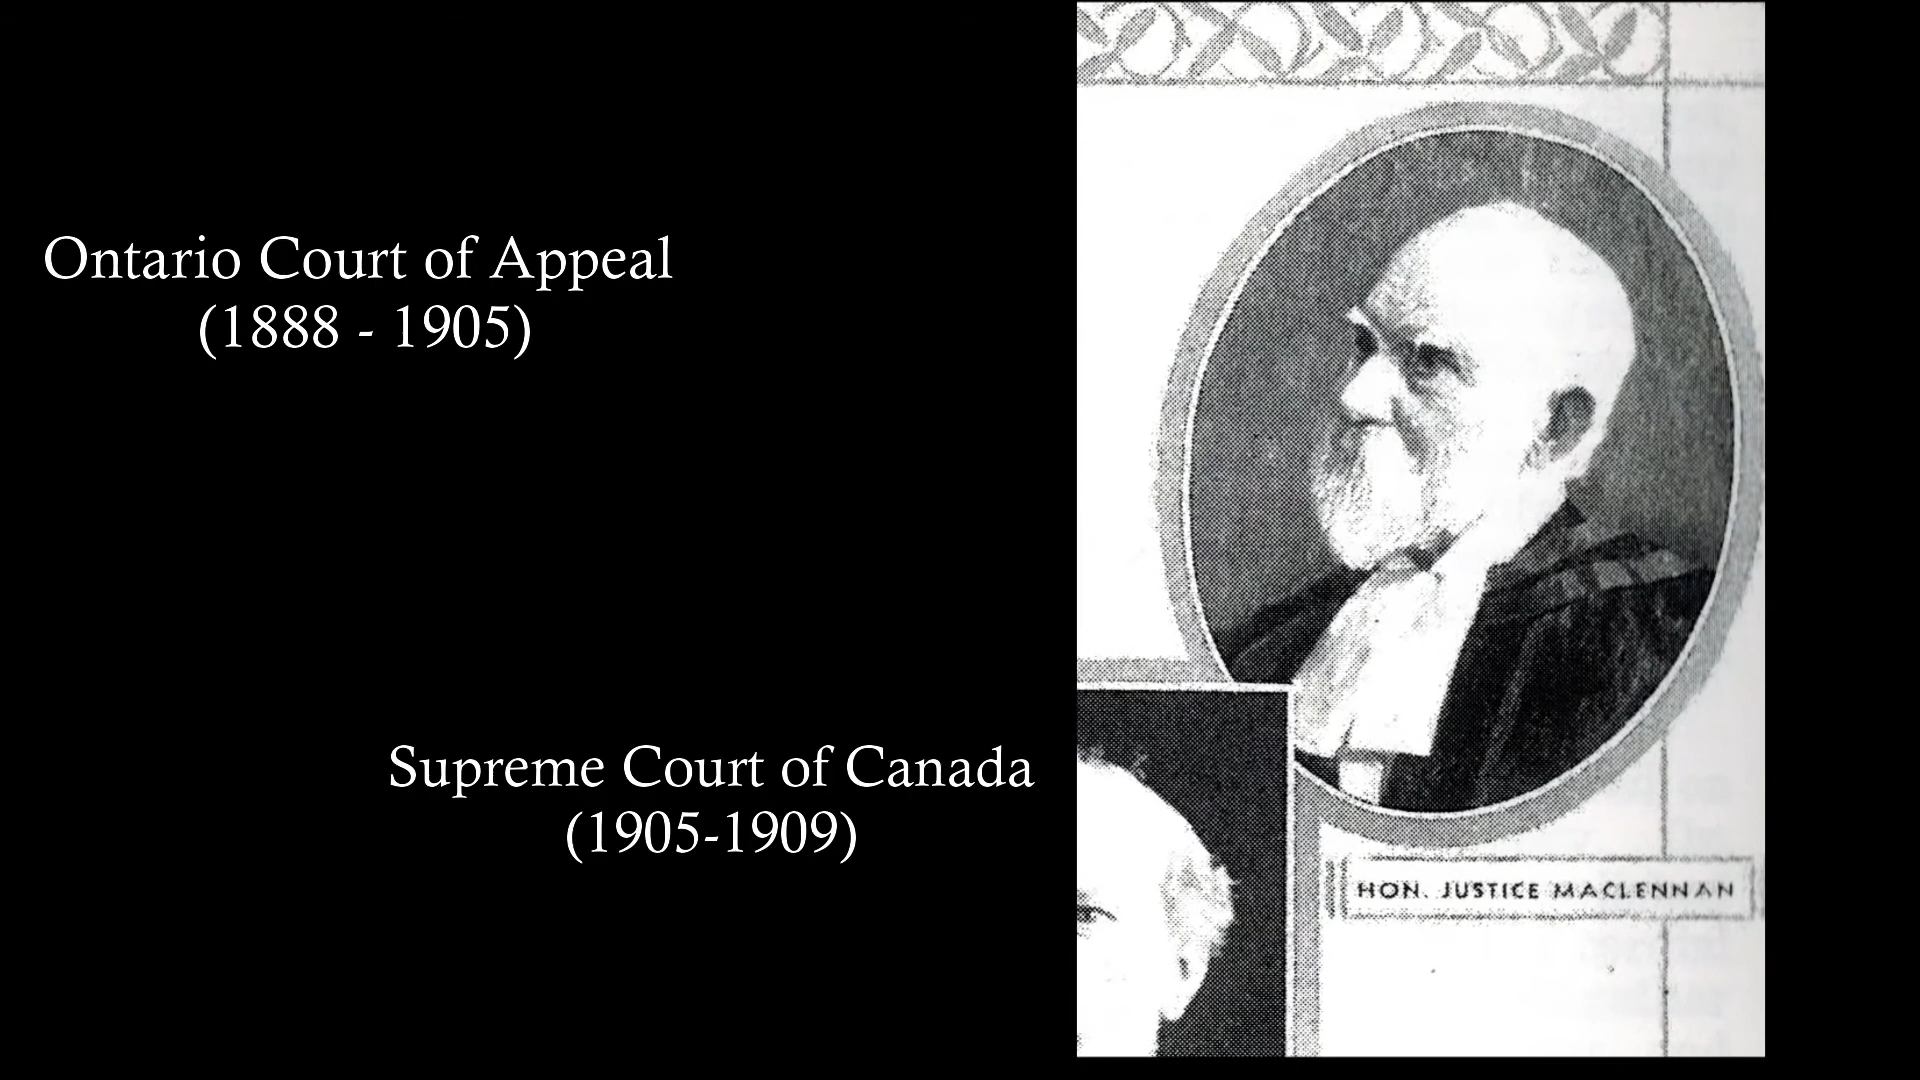 Ontario Court of Appeal
(1888 - 1905)
Supreme Court of Canada
(1905-1909)
HON. JUSTICE MACLENNAN